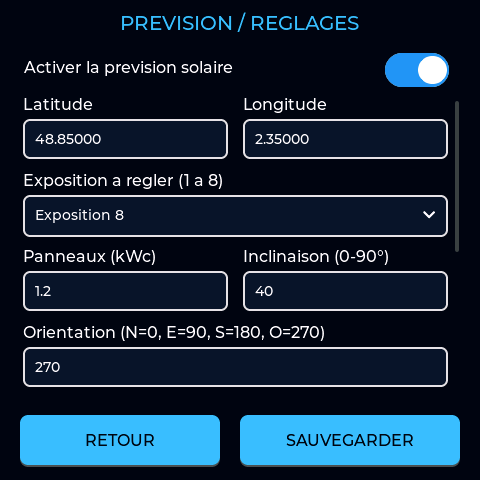 PREVISION / REGLAGES
Activer la prevision solaire
Latitude
Longitude
48.85000
2.35000
Exposition a regler (1 a 8)
Exposition 8
Panneaux (kWc)
Inclinaison (0-90°)
1.2
40
Orientation (N=0, E=90, S=180, O=270)
270
RETOUR
SAUVEGARDER